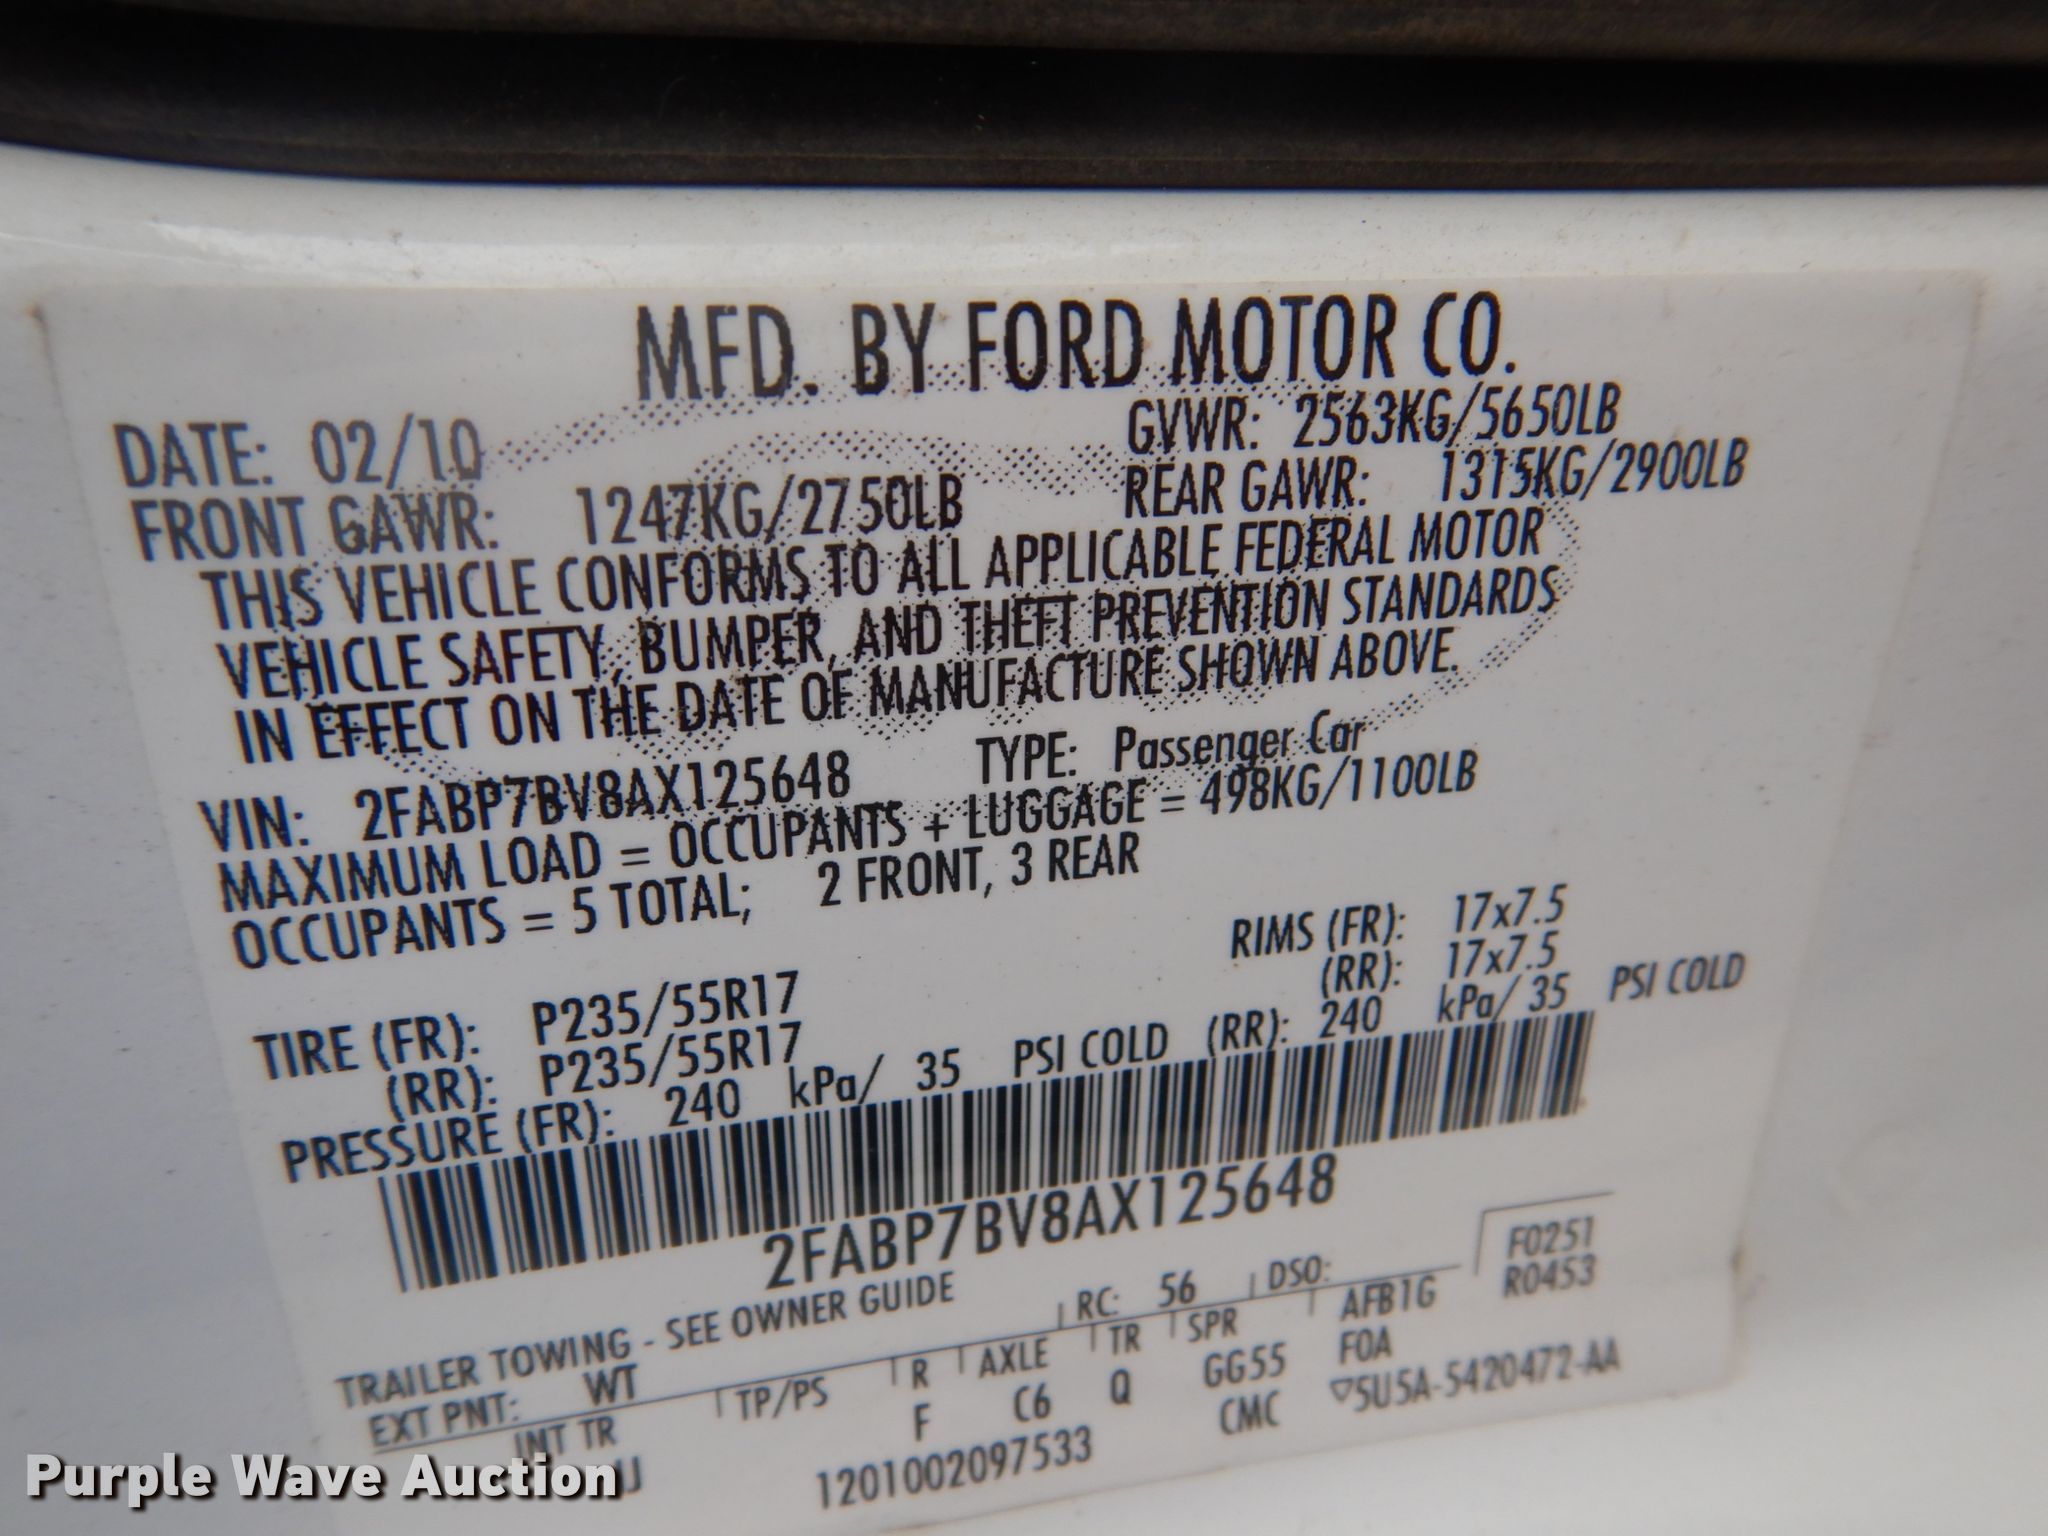 MFD. BY FORD MOTOR CO.
DATE: 02/10
GVWR: 2563KG/5650LB
FRONT GAWR: 1247KG/2750LB
REAR GAWR: 1315KG/2900LB
THIS VEHICLE CONFORMS TO ALL APPLICABLE FEDERAL MOTOR
VEHICLE SAFETY, BUMPER, AND THEFT PREVENTION STANDARDS
IN EFFECT ON THE DATE OF MANUFACTURE SHOWN ABOVE.
VIN: 2FABP7BV8AX125648
TYPE: Passenger Car
MAXIMUM LOAD = OCCUPANTS + LUGGAGE = 498KG/1100LB
OCCUPANTS = 5 TOTAL; 2 FRONT, 3 REAR
TIRE (FR): P235/55R17
RIMS (FR): 17x7.5
(RR): P235/55R17
(RR): 17x7.5
PRESSURE (FR): 240 kPa/ 35 PSI COLD (RR): 240 kPa/ 35 PSI COLD
2FABP7BV8AX125648
TRAILER TOWING - SEE OWNER GUIDE
F0251
R0453
EXT PNT: WT RC: 56 DSO:
INT TR TP/PS R AXLE TR SPR AFB1G
F C6 Q GG55 FOA
1201002097533 CMC ▽5U5A-5420472-AA
Purple Wave Auction